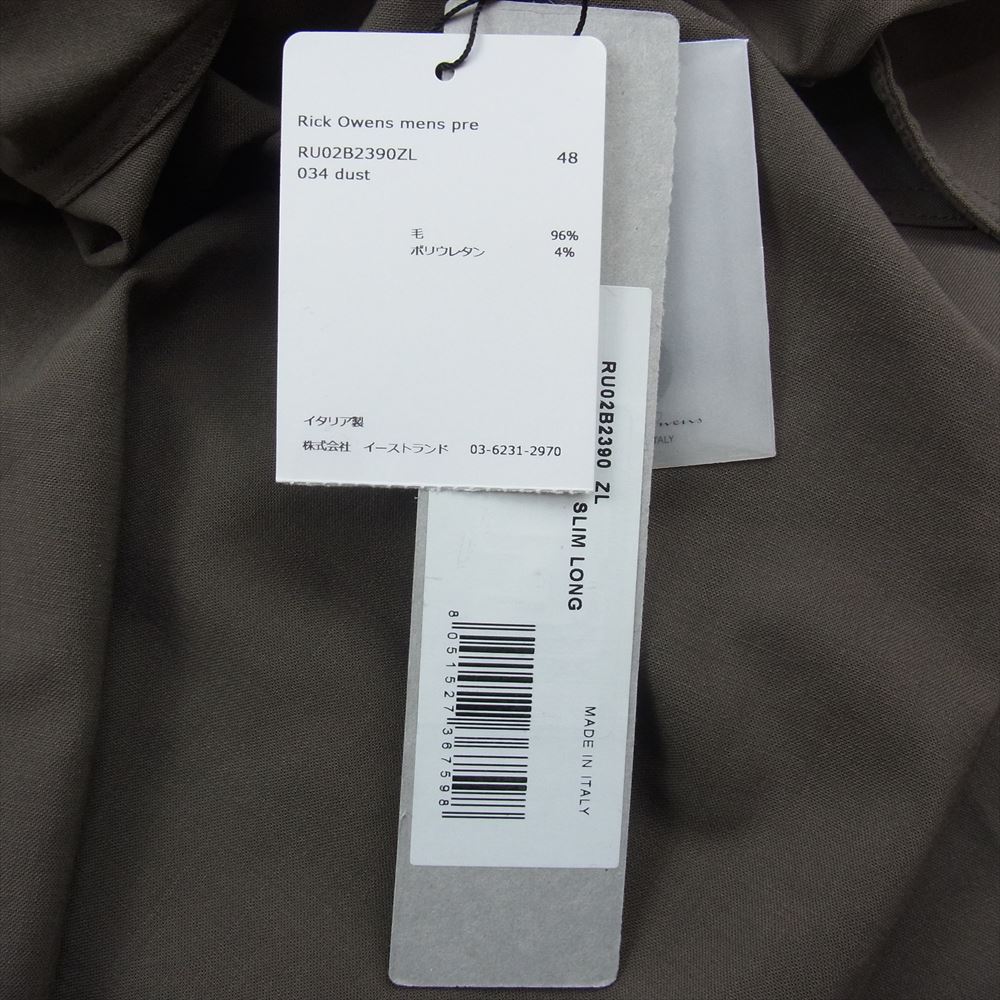 Rick Owens mens pre
RU02B2390ZL 48
034 dust
毛 96%
ポリウレタン 4%
イタリア製
株式会社 イーストランド 03-6231-2970
RU02B2390 ZL
SLIM LONG
MADE IN ITALY
8051527367598